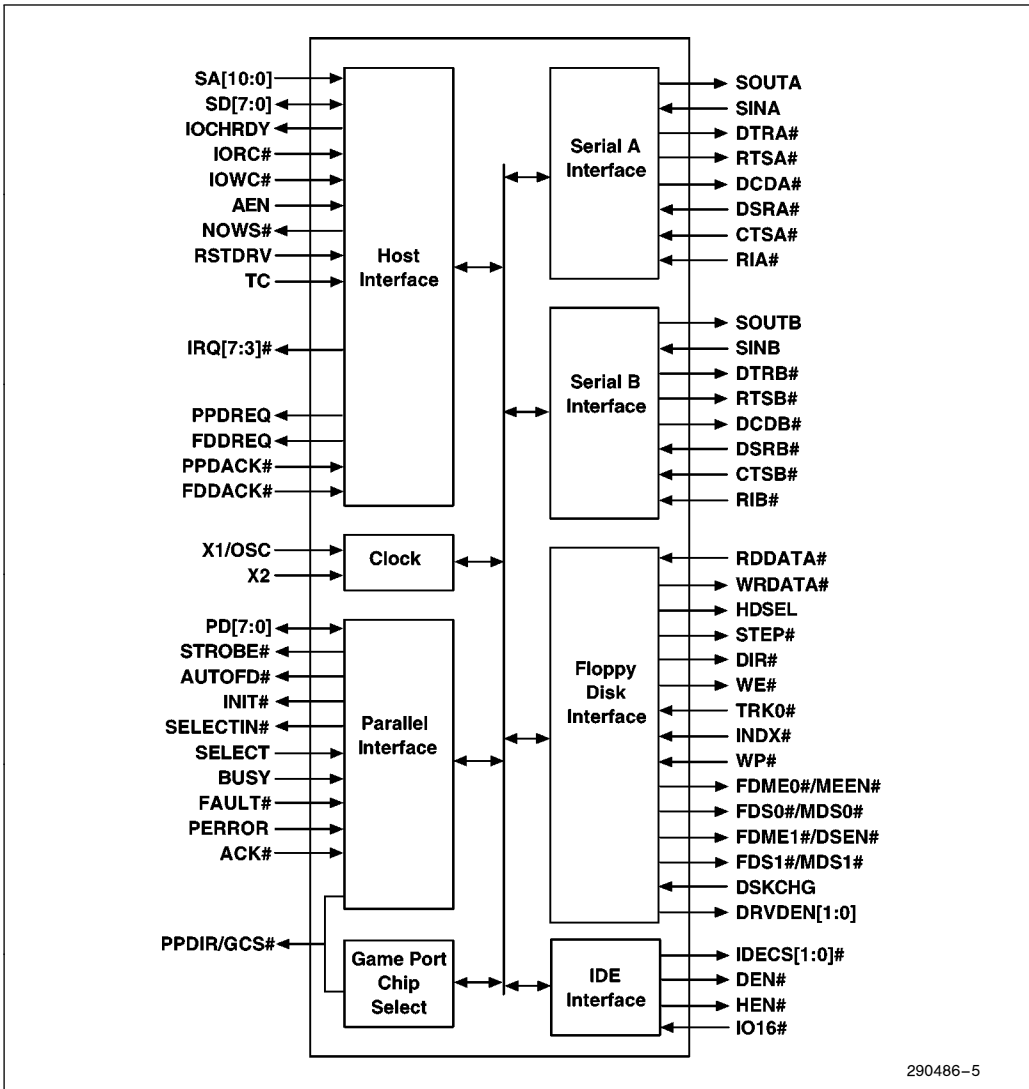 SA[10:0]
SD[7:0]
IOCHRDY
IORC#
IOWC#
AEN
NOWS#
RSTDRV
TC
IRQ[7:3]#
PPDREQ
FDDREQ
PPDACK#
FDDACK#
Host
Interface
X1/OSC
X2
Clock
PD[7:0]
STROBE#
AUTOFD#
INIT#
SELECTIN#
SELECT
BUSY
FAULT#
PERROR
ACK#
Parallel
Interface
PPDIR/GCS#
Game Port
Chip
Select
Serial A
Interface
SOUTA
SINA
DTRA#
RTSA#
DCDA#
DSRA#
CTSA#
RIA#
Serial B
Interface
SOUTB
SINB
DTRB#
RTSB#
DCDB#
DSRB#
CTSB#
RIB#
Floppy
Disk
Interface
RDDATA#
WRDATA#
HDSEL
STEP#
DIR#
WE#
TRK0#
INDX#
WP#
FDME0#/MEEN#
FDS0#/MDS0#
FDME1#/DSEN#
FDS1#/MDS1#
DSKCHG
DRVDEN[1:0]
IDE
Interface
IDECS[1:0]#
DEN#
HEN#
IO16#
290486–5